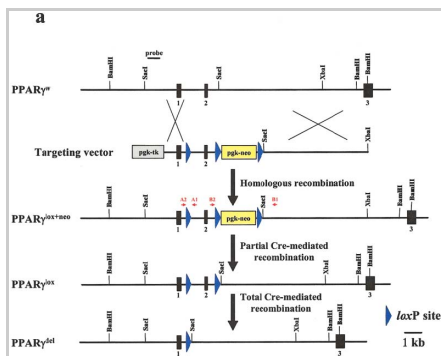 a
probe
BamHI SacI SacI XbaI BamHI BamHI
PPARγʷ
1 2 3
SacI XbaI
Targeting vector pgk-tk pgk-neo
1 2
Homologous recombination
BamHI SacI A2 A1 B2 SacI B1 XbaI BamHI BamHI
PPARγˡᵒˣ⁺ⁿᵉᵒ pgk-neo
1 2 3
Partial Cre-mediated
recombination
BamHI SacI SacI XbaI BamHI BamHI
PPARγˡᵒˣ
1 2 3
Total Cre-mediated
recombination
loxP site
BamHI SacI SacI XbaI BamHI BamHI
1 kb
PPARγᵈᵉˡ
1 3